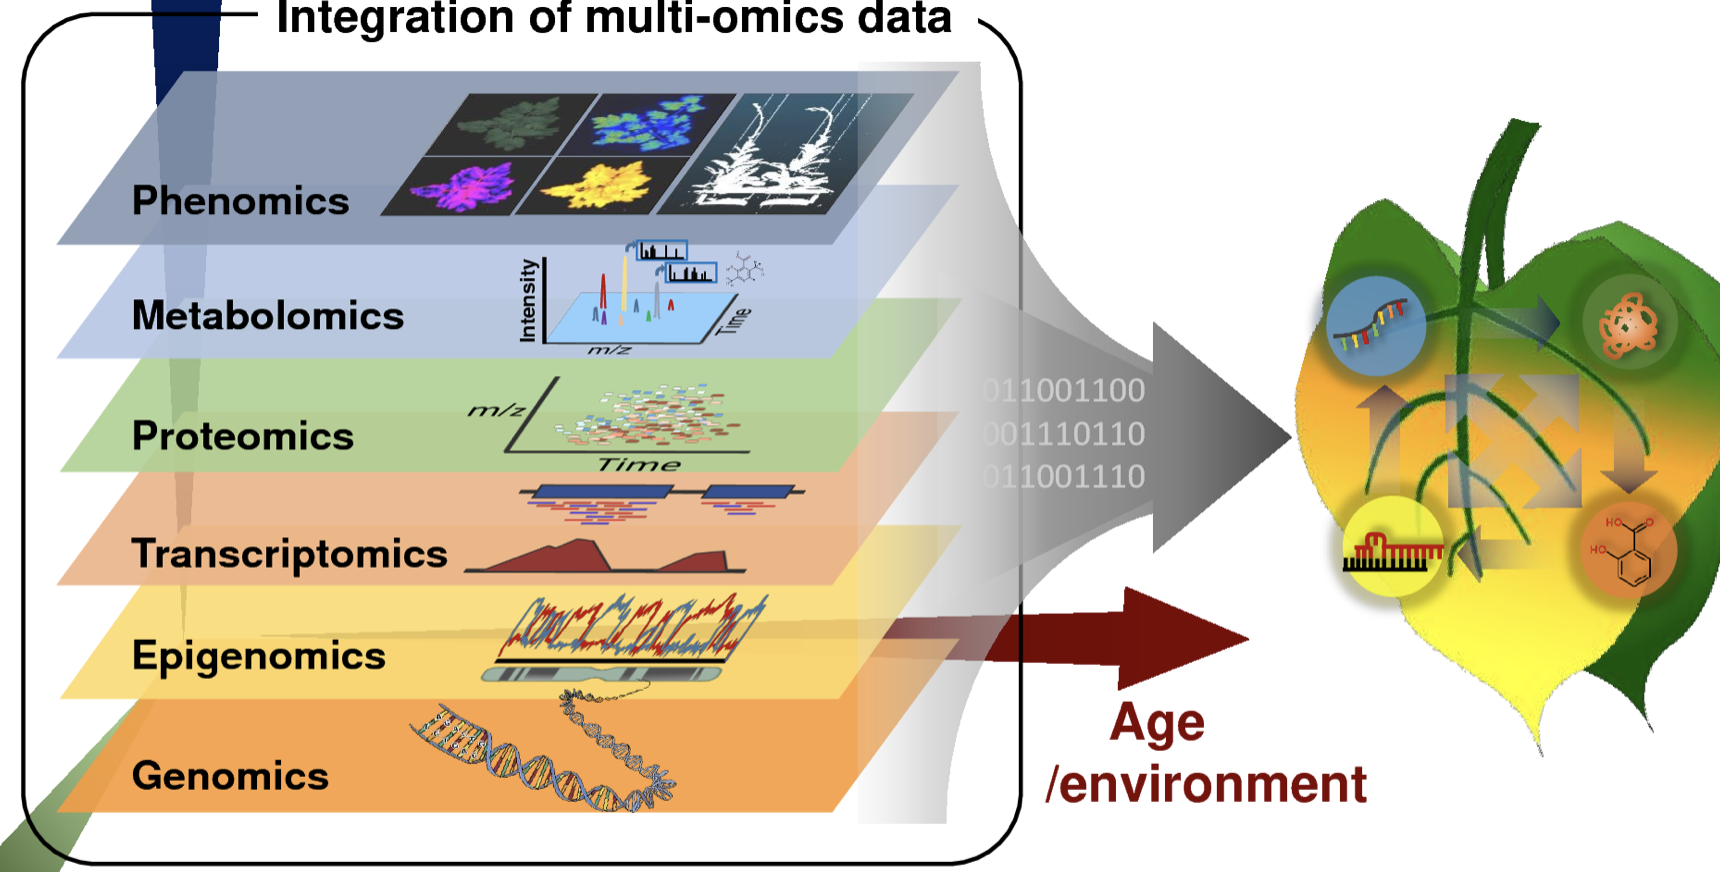 Integration of multi-omics data
Phenomics
Metabolomics
Intensity
m/z
Time
Proteomics
m/z
Time
Transcriptomics
Epigenomics
Genomics
011001100
001110110
011001110
Age
/environment
HO
O
HO